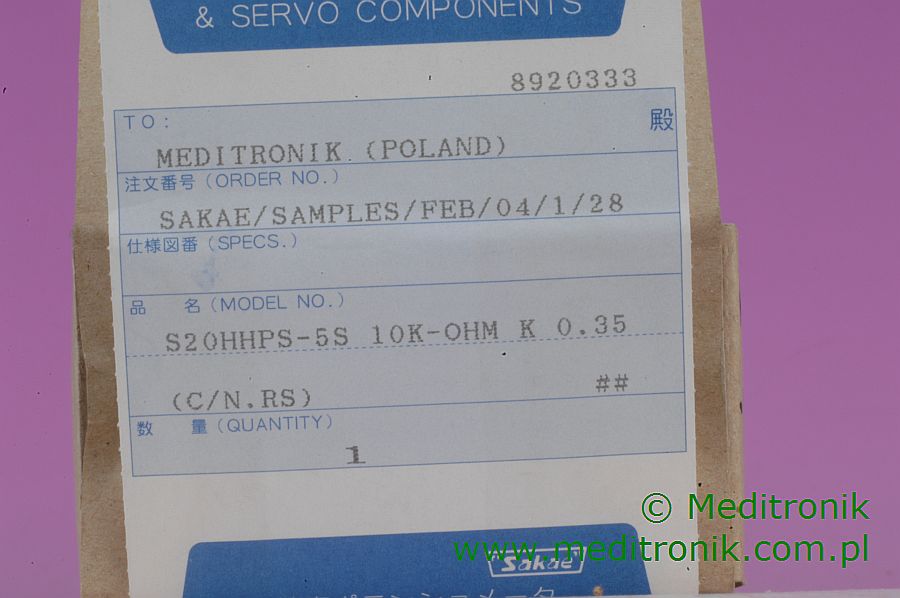 & SERVO COMPONENTS
8920333
TO: 殿
MEDITRONIK (POLAND)
注文番号 (ORDER NO.)
SAKAE/SAMPLES/FEB/04/1/28
仕様図番 (SPECS.)
品 名 (MODEL NO.)
S20HHPS-5S 10K-OHM K 0.35
(C/N.RS) ##
数 量 (QUANTITY)
1
© Meditronik
www.meditronik.com.pl
Sakae